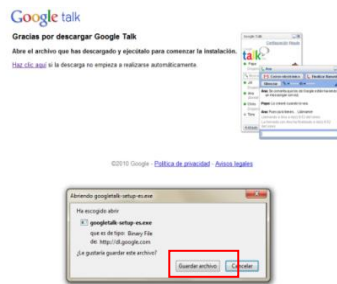 Google talk
Gracias por descargar Google Talk
Abre el archivo que has descargado y ejecútalo para comenzar la instalación.
Haz clic aquí si la descarga no empieza a realizarse automáticamente.
talk
©2010 Google - Política de privacidad - Avisos legales
Abriendo googletalk-setup-es.exe
Ha escogido abrir
googletalk-setup-es.exe
que es de tipo: Binary File
de: http://dl.google.com
¿Le gustaría guardar este archivo?
Guardar archivo
Cancelar